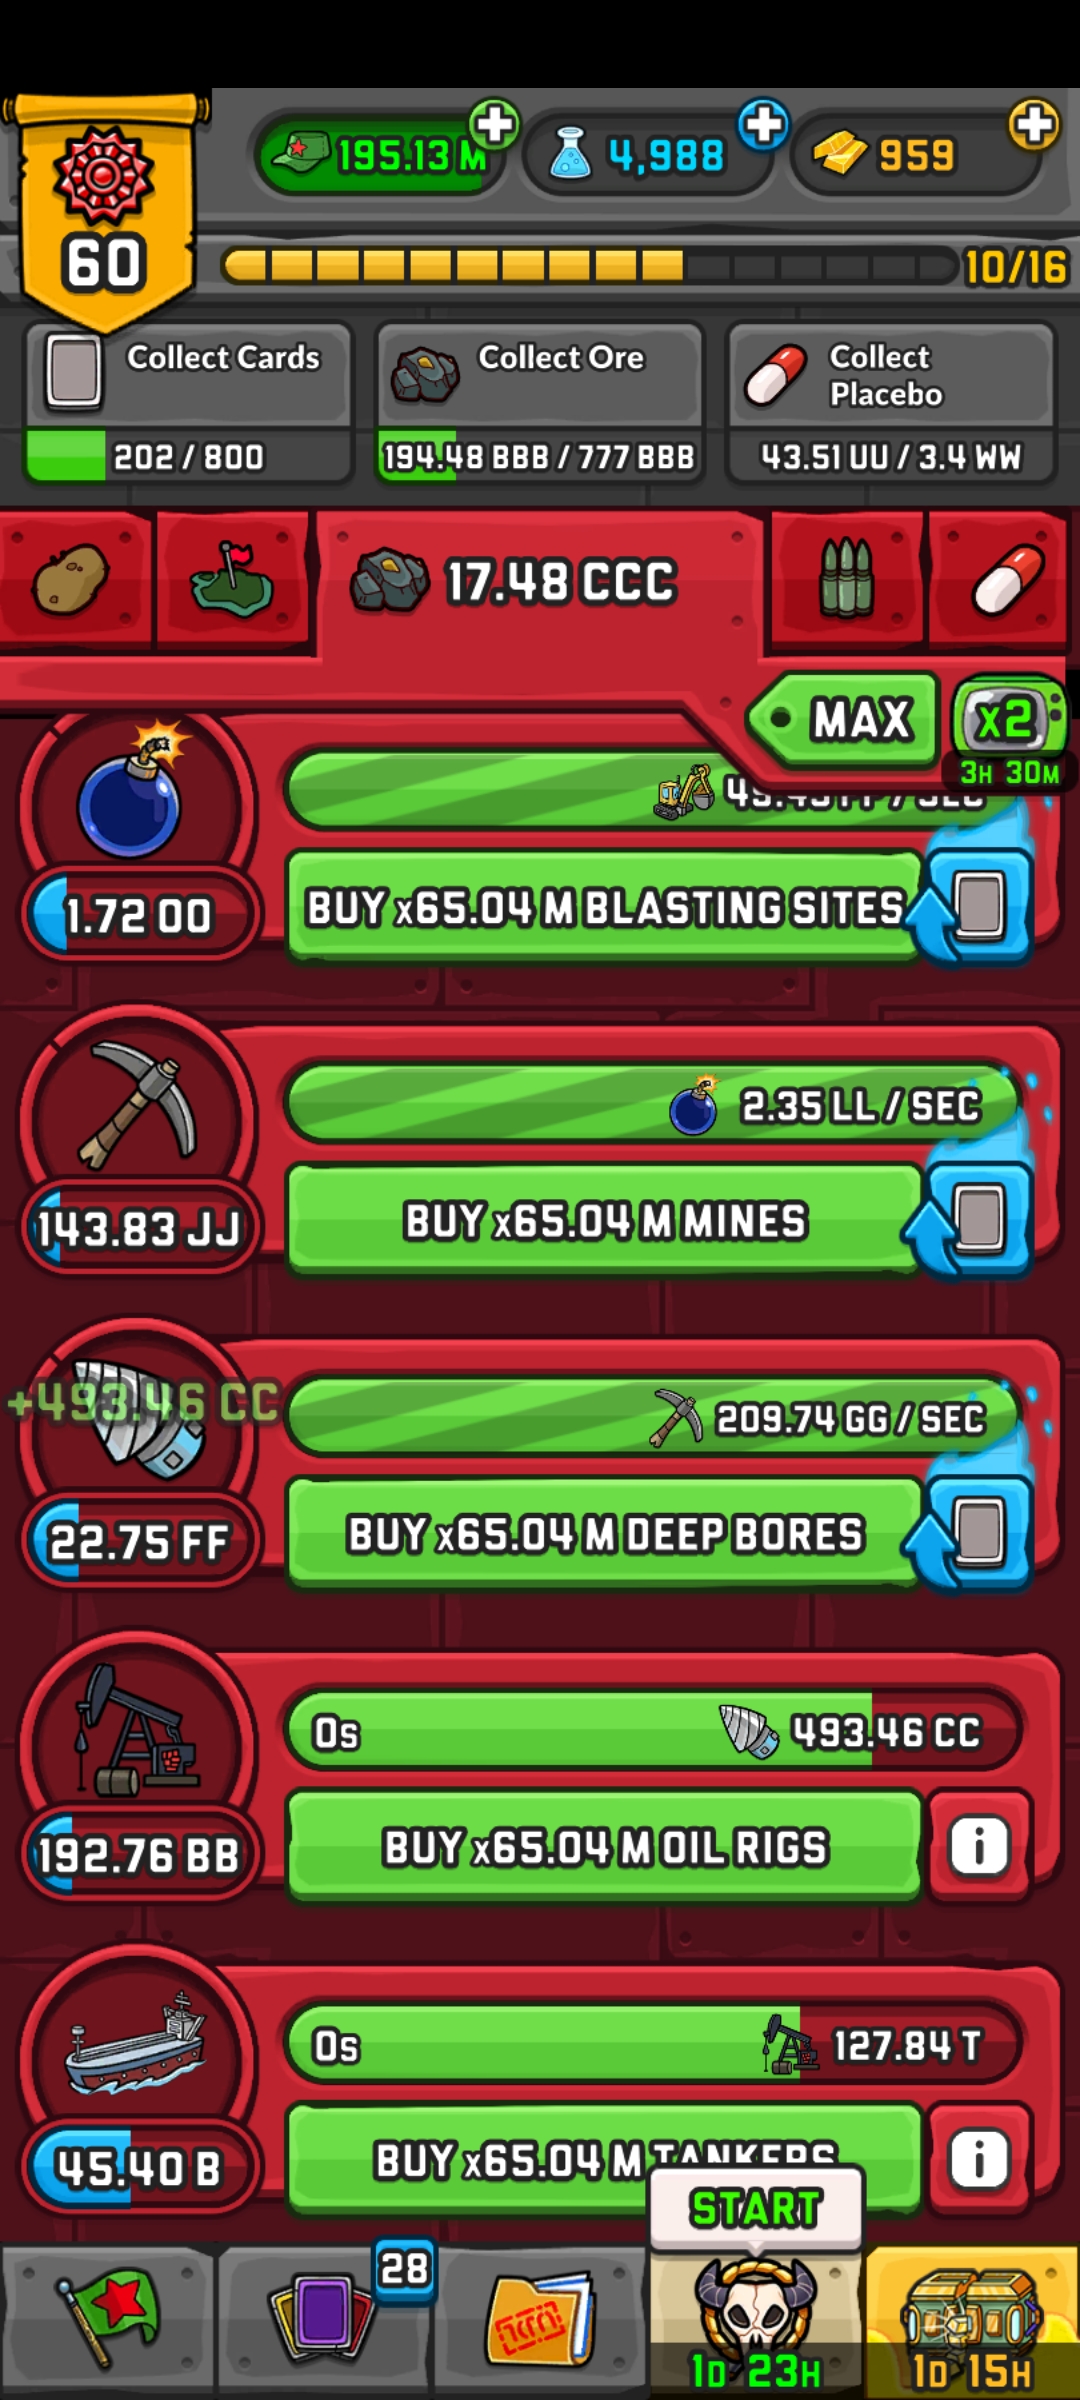 195.13 M
4,988
959
60
10/16
Collect Cards
202 / 800
Collect Ore
194.48 BBB / 777 BBB
Collect
Placebo
43.51 UU / 3.4 WW
17.48 CCC
MAX
x2
3H 30M
/ SEC
1.72 OO
BUY x65.04 M BLASTING SITES
2.35 LL / SEC
143.83 JJ
BUY x65.04 M MINES
+493.46 CC
209.74 GG / SEC
22.75 FF
BUY x65.04 M DEEP BORES
0s
493.46 CC
192.76 BB
BUY x65.04 M OIL RIGS
i
0s
127.84 T
45.40 B
BUY x65.04 M TANKERS
i
START
28
1D 23H
1D 15H